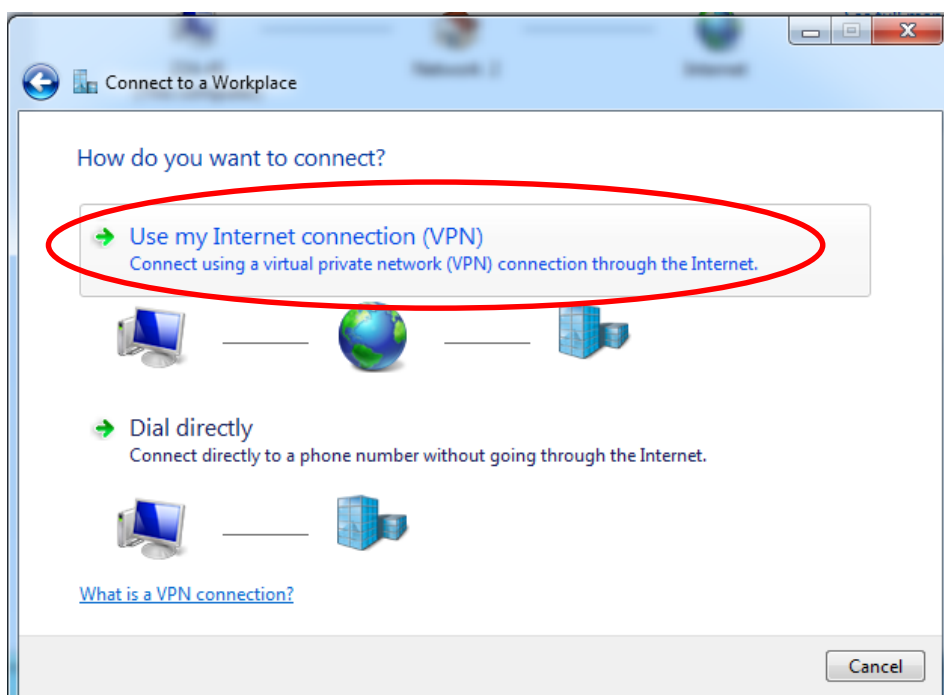 Connect to a Workplace
How do you want to connect?
Use my Internet connection (VPN)
Connect using a virtual private network (VPN) connection through the Internet.
Dial directly
Connect directly to a phone number without going through the Internet.
What is a VPN connection?
Cancel